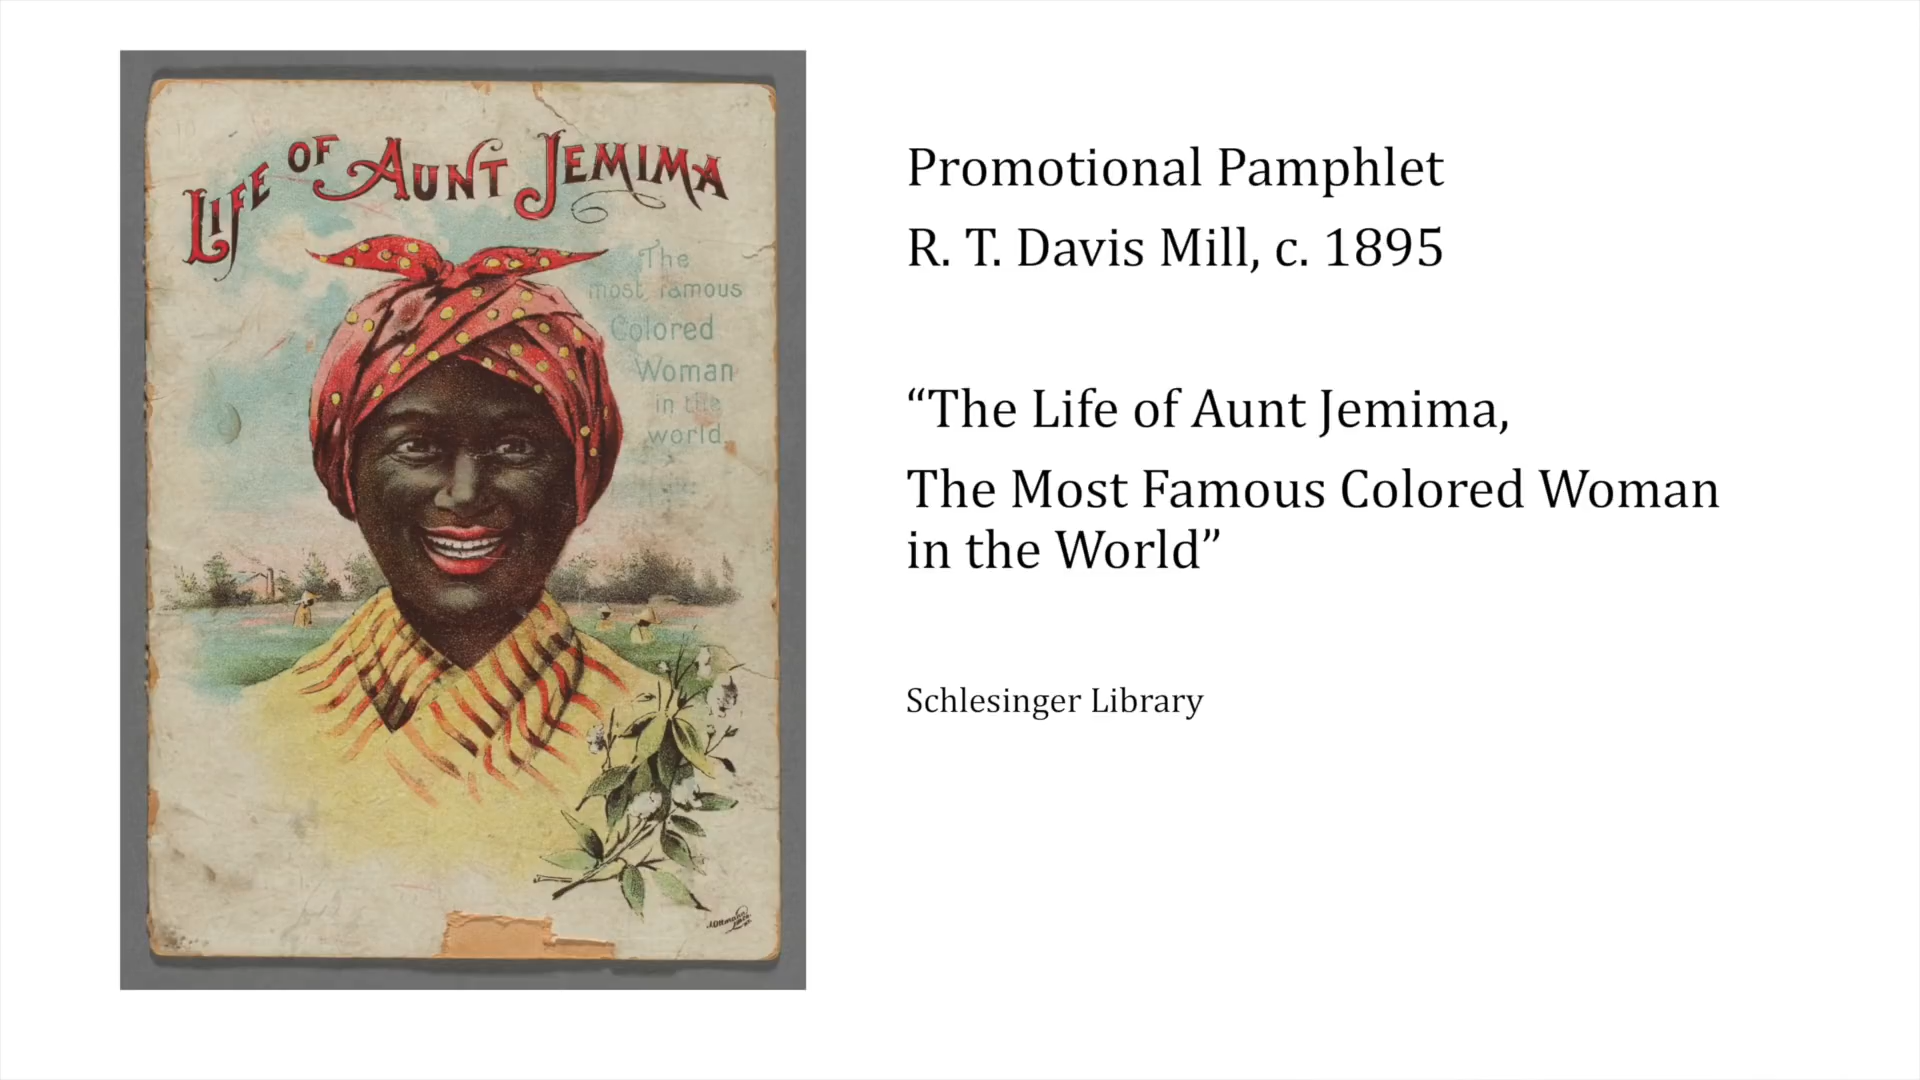 LIFE OF AUNT JEMIMA
The
most famous
Colored
Woman
in the
world.
Promotional Pamphlet
R. T. Davis Mill, c. 1895
“The Life of Aunt Jemima,
The Most Famous Colored Woman
in the World”
Schlesinger Library